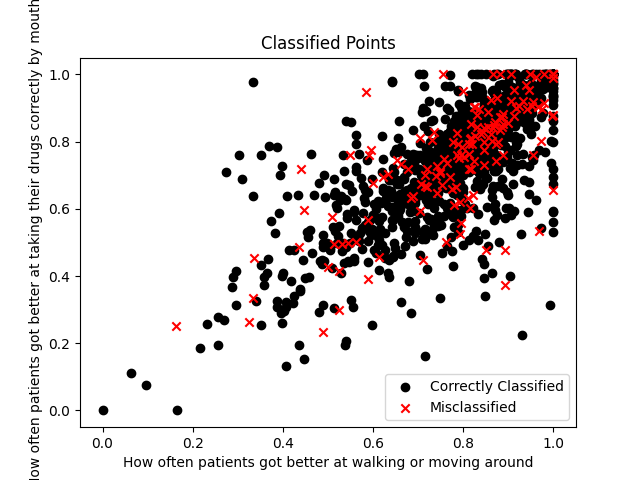 Classified Points
often patients got better at taking their drugs correctly by mouth
1.0
0.8
0.6
0.4
0.2
0.0
0.0 0.2 0.4 0.6 0.8 1.0
How often patients got better at walking or moving around
Correctly Classified
Misclassified